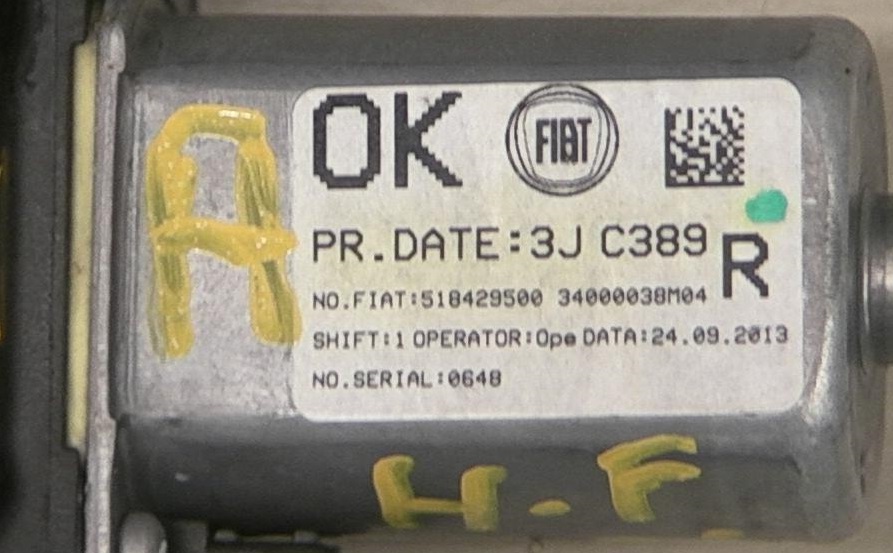 A
OK FIAT
PR.DATE:3J C389 R
NO.FIAT:518429500 34000038M04
SHIFT:1 OPERATOR:Ope DATA:24.09.2013
NO.SERIAL:0648
H.F